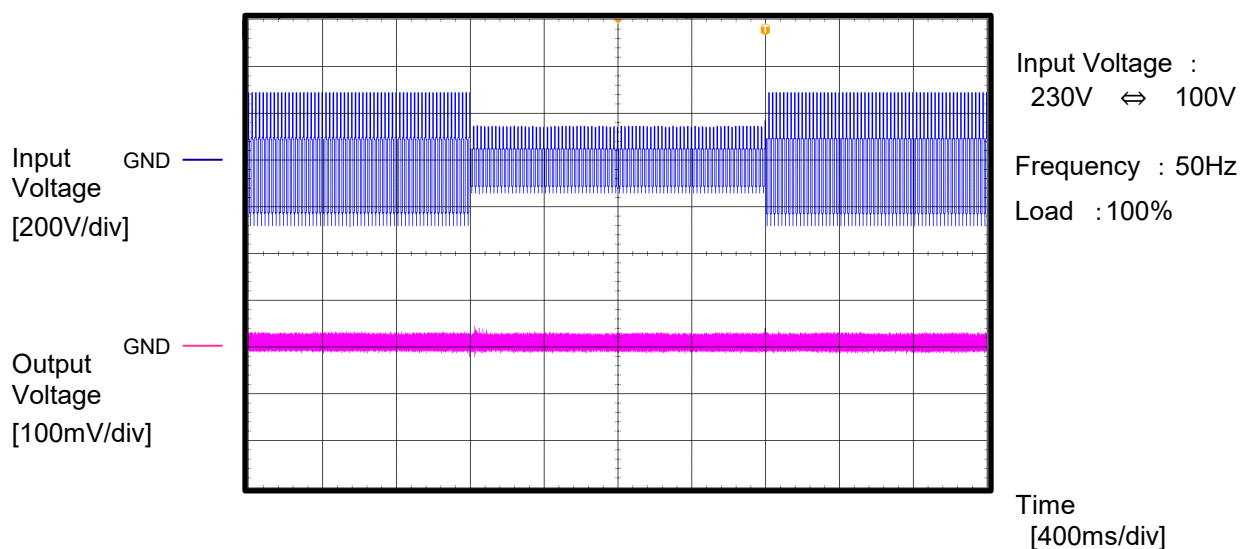 T
Input Voltage :
230V ⇔ 100V
Frequency : 50Hz
Load :100%
Input
Voltage
[200V/div]
GND
GND
Output
Voltage
[100mV/div]
Time
[400ms/div]